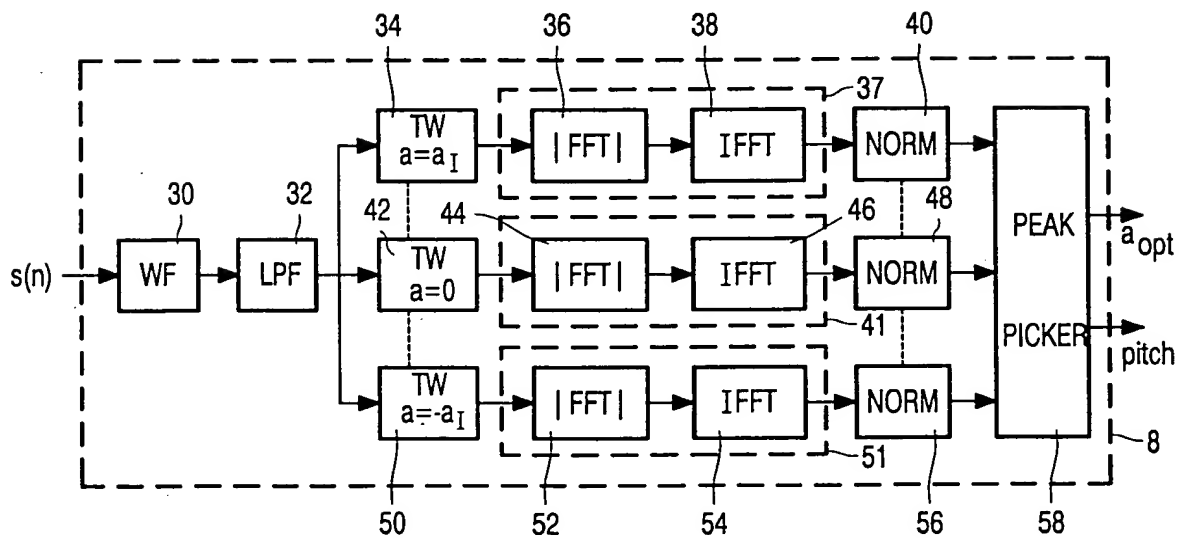 34 36 38 40
37
TW
a=a_I
|FFT|
IFFT
NORM
30 32 42 44 46 48
s(n)
WF
LPF
TW
a=0
|FFT|
IFFT
NORM
PEAK
PICKER
a_opt
pitch
41
TW
a=-a_I
|FFT|
IFFT
NORM
51
8
50 52 54 56 58